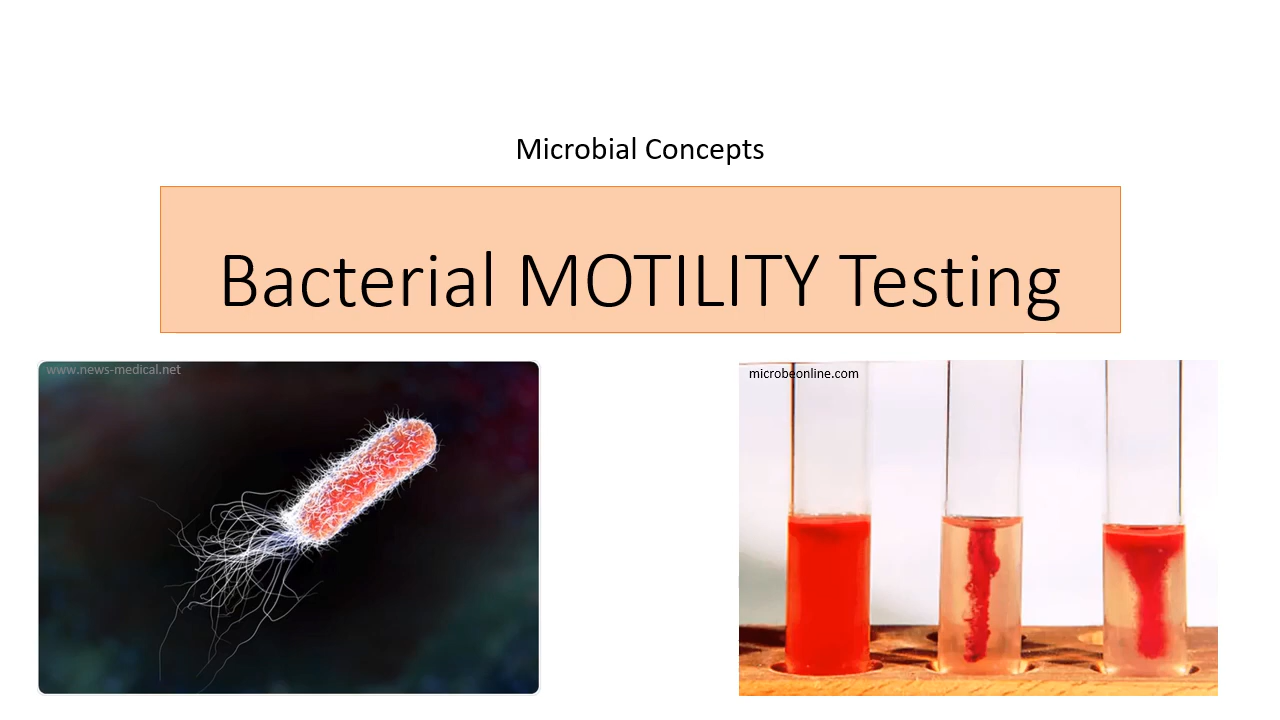 Microbial Concepts
Bacterial MOTILITY Testing
www.news-medical.net
microbeonline.com